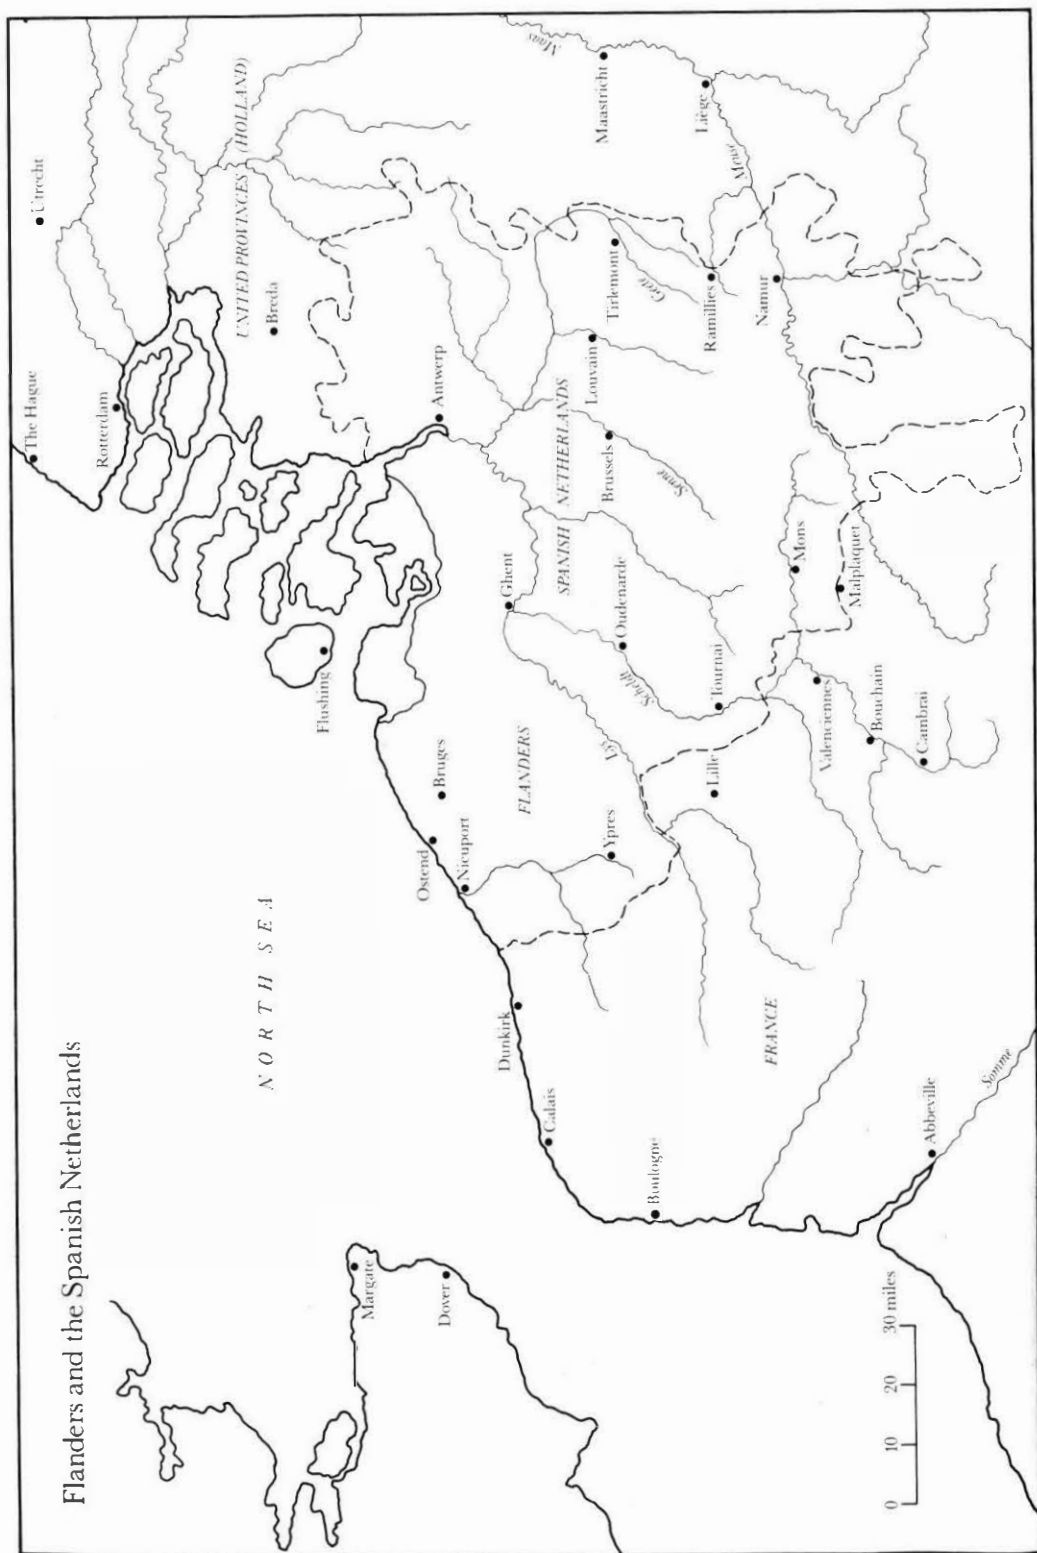 Flanders and the Spanish Netherlands
The Hague
Utrecht
Rotterdam
UNITED PROVINCES (HOLLAND)
Breda
NORTH SEA
Flushing
Margate
Dover
Antwerp
Maas
Maastricht
Liège
Meuse
Ostend
Bruges
Nieuport
Ghent
FLANDERS
SPANISH NETHERLANDS
Louvain
Tirlemont
Geete
Brussels
Senne
Ramillies
Namur
Dunkirk
Calais
Ypres
Lys
Oudenarde
Scheldt
Tournai
Lille
Mons
Malplaquet
Valenciennes
Bouchain
Cambrai
Boulogne
FRANCE
Abbeville
Somme
0 10 20 30 miles